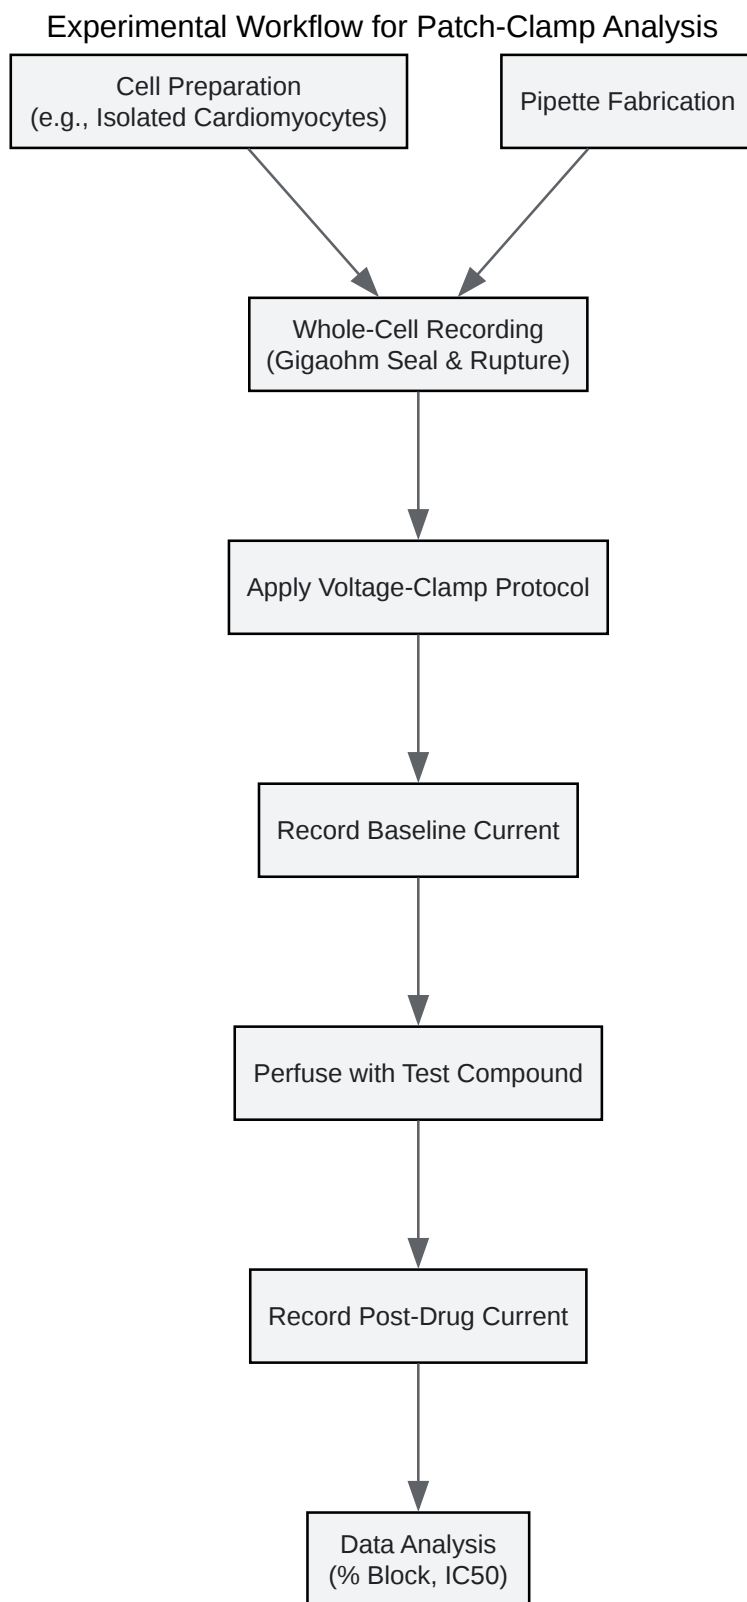 Experimental Workflow for Patch-Clamp Analysis
Cell Preparation
(e.g., Isolated Cardiomyocytes)
Pipette Fabrication
Whole-Cell Recording
(Gigaohm Seal & Rupture)
Apply Voltage-Clamp Protocol
Record Baseline Current
Perfuse with Test Compound
Record Post-Drug Current
Data Analysis
(% Block, IC50)